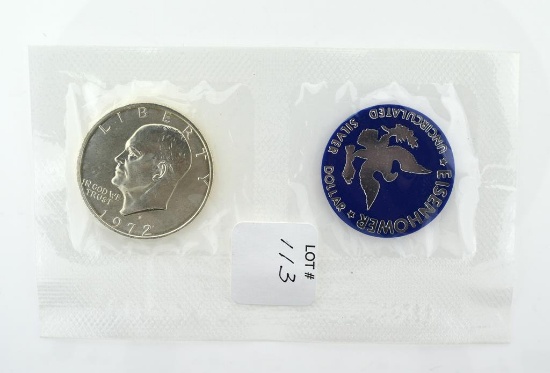 LIBERTY
IN GOD WE
TRUST
1972
EISENHOWER
UNCIRCULATED
SILVER
DOLLAR
LOT #
113